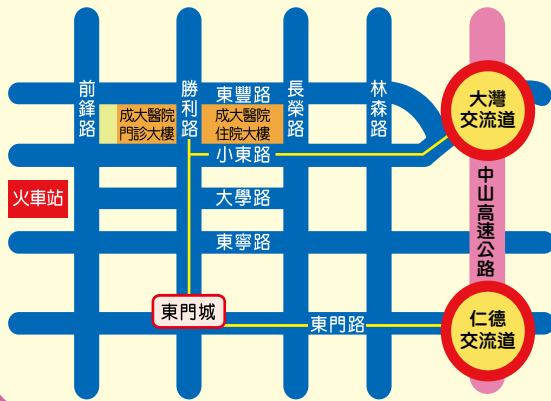 前鋒路
勝利路
長榮路
林森路
東豐路
大灣
交流道
成大醫院
門診大樓
成大醫院
住院大樓
小東路
中山高速公路
火車站
大學路
東寧路
東門城
東門路
仁德
交流道